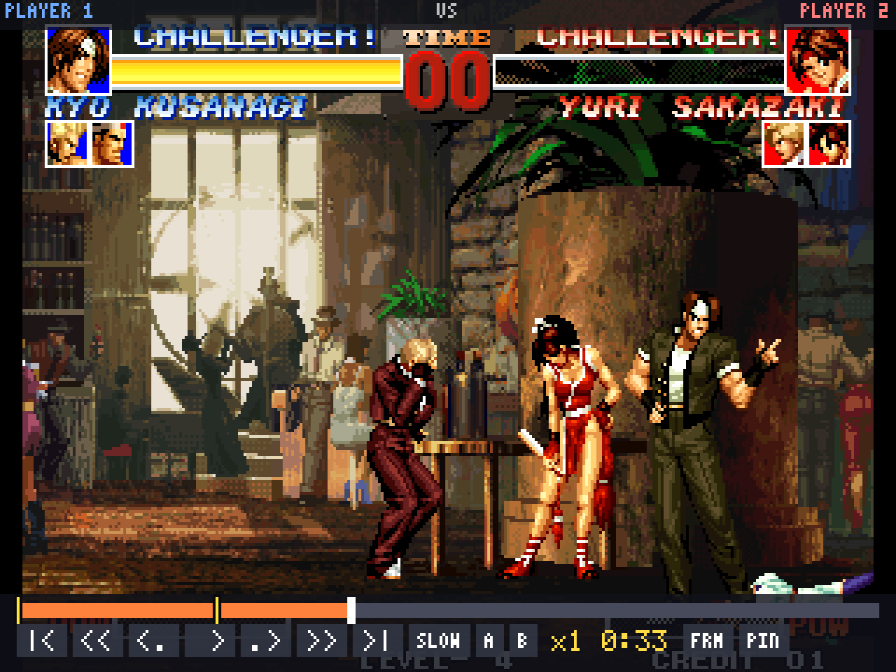 PLAYER 1 VS PLAYER 2
CHALLENGER! TIME CHALLENGER!
00
KYO KUSANAGI YURI SAKAZAKI
POW
|< << <. > .> >> >| SLOW A B x1 0:33 FRM PIN
LEVEL-4 CREDIT 01